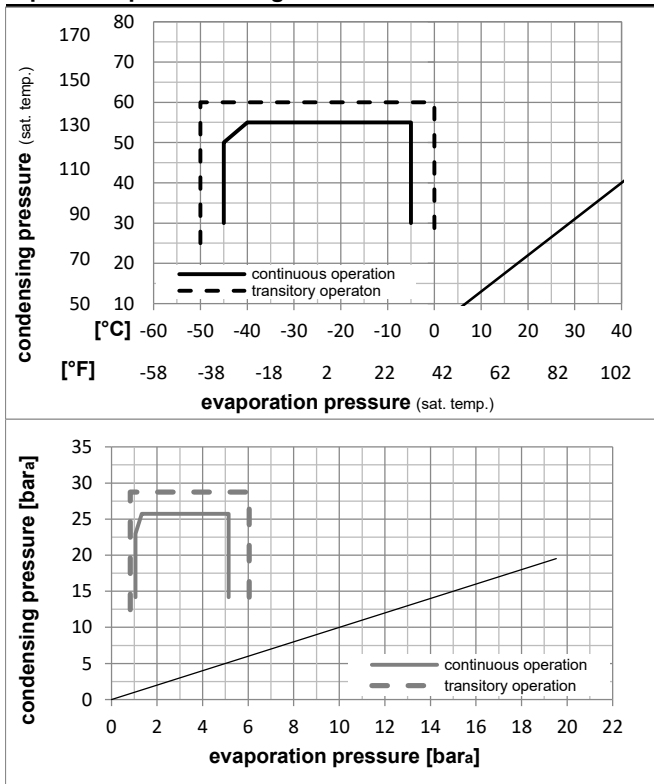 170 80
70
150
60
130
50
110
40
90
30
70
20
50 10
condensing pressure (sat. temp.)
continuous operation
transitory operaton
[°C] -60 -50 -40 -30 -20 -10 0 10 20 30 40
[°F] -58 -38 -18 2 22 42 62 82 102
evaporation pressure (sat. temp.)
35
30
25
20
15
10
5
0
condensing pressure [bara]
continuous operation
transitory operation
0 2 4 6 8 10 12 14 16 18 20 22
evaporation pressure [bara]